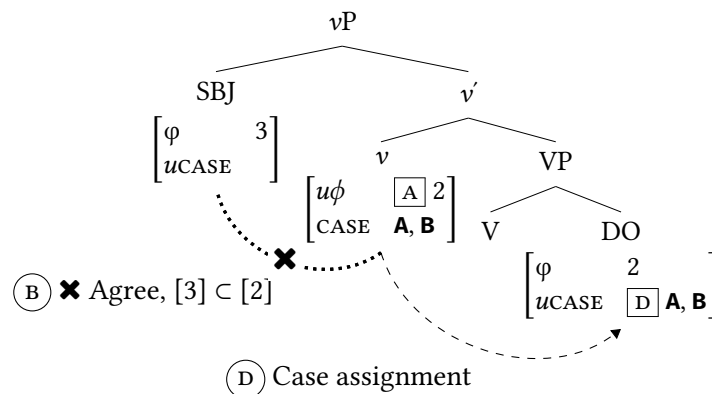 vP
SBJ
v′
φ 3
uCASE
v
VP
uϕ A 2
CASE A, B
V
DO
φ 2
uCASE D A, B
B ✖ Agree, [3] ⊂ [2]
D Case assignment